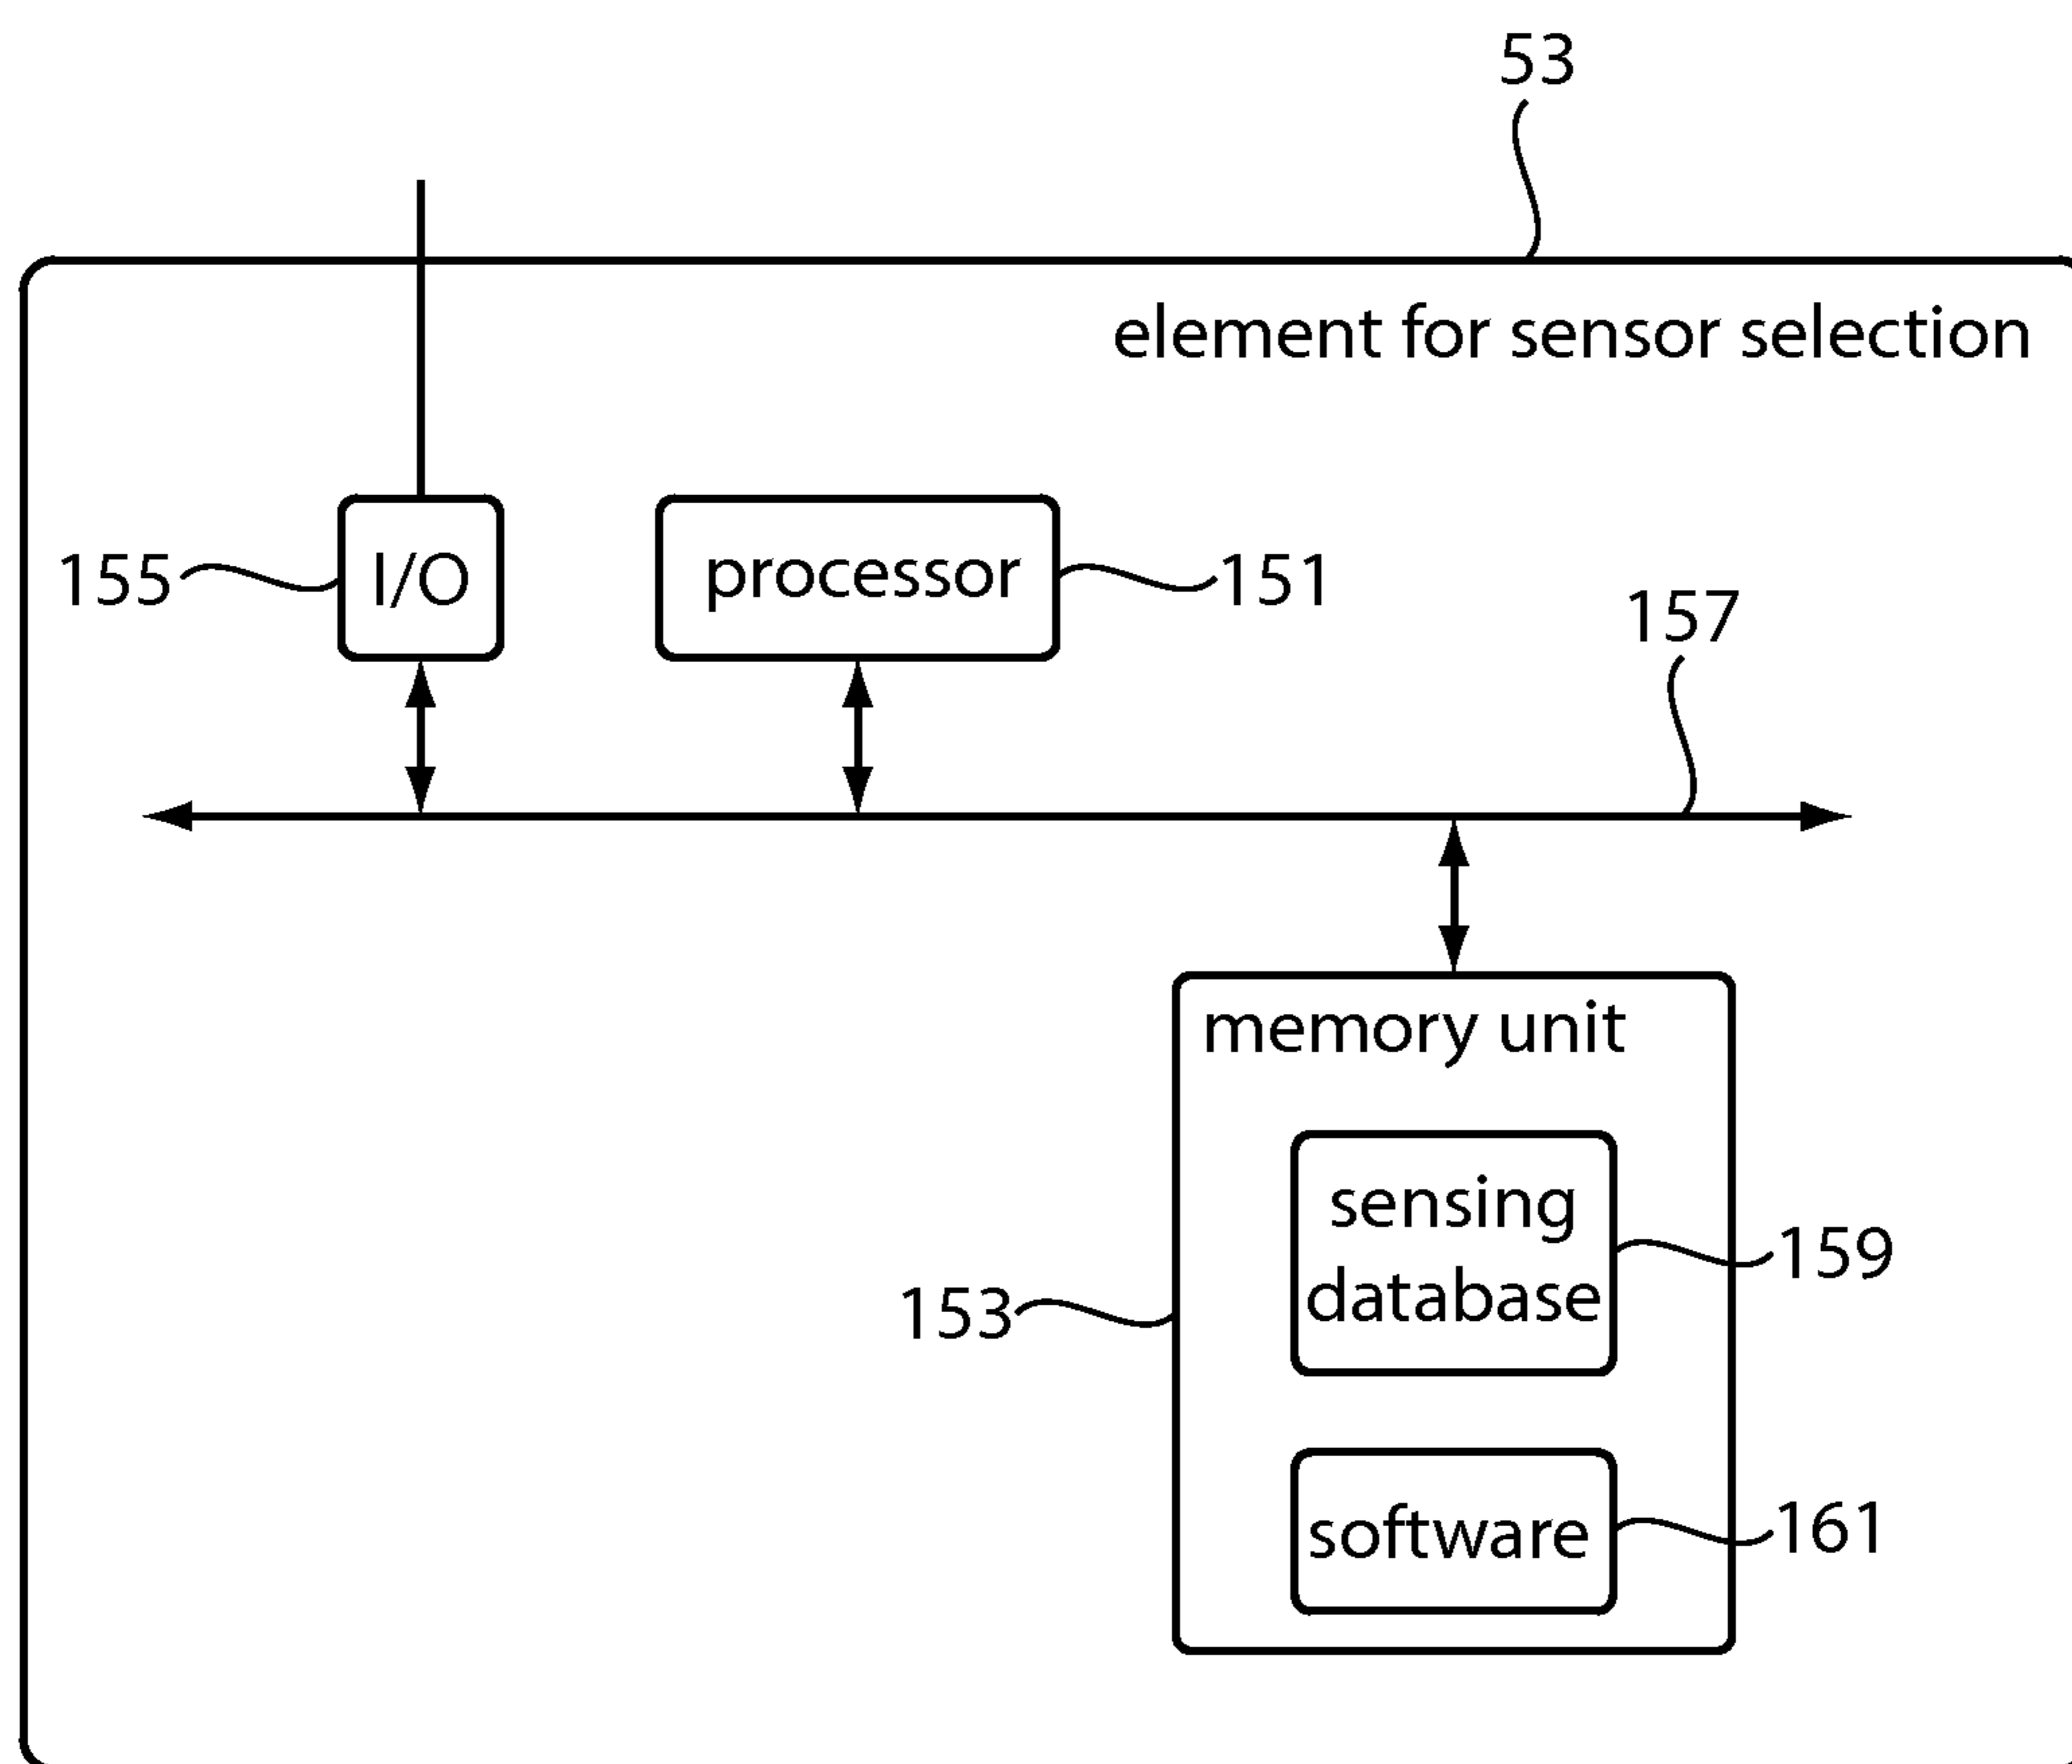 53
element for sensor selection
155
I/O
processor
151
157
memory unit
sensing
database
159
153
software
161